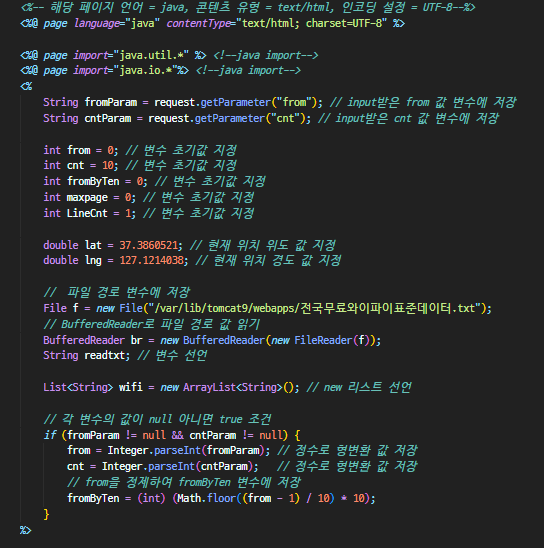 <%-- 해당 페이지 언어 = java, 콘텐츠 유형 = text/html, 인코딩 설정 = UTF-8--%>
<%@ page language="java" contentType="text/html; charset=UTF-8" %>

<%@ page import="java.util.*" %> <!--java import-->
<%@ page import="java.io.*"%> <!--java import-->
<%
    String fromParam = request.getParameter("from"); // input받은 from 값 변수에 저장
    String cntParam = request.getParameter("cnt"); // input받은 cnt 값 변수에 저장

    int from = 0; // 변수 초기값 지정
    int cnt = 10; // 변수 초기값 지정
    int fromByTen = 0; // 변수 초기값 지정
    int maxpage = 0; // 변수 초기값 지정
    int LineCnt = 1; // 변수 초기값 지정

    double lat = 37.3860521; // 현재 위치 위도 값 지정
    double lng = 127.1214038; // 현재 위치 경도 값 지정

    //  파일 경로 변수에 저장
    File f = new File("/var/lib/tomcat9/webapps/전국무료와이파이표준데이터.txt");
    // BufferedReader로 파일 경로 값 읽기
    BufferedReader br = new BufferedReader(new FileReader(f));
    String readtxt; // 변수 선언

    List<String> wifi = new ArrayList<String>(); // new 리스트 선언

    // 각 변수의 값이 null 아니면 true 조건
    if (fromParam != null && cntParam != null) {
        from = Integer.parseInt(fromParam); // 정수로 형변환 값 저장
        cnt = Integer.parseInt(cntParam);   // 정수로 형변환 값 저장
        // from을 정제하여 fromByTen 변수에 저장
        fromByTen = (int) (Math.floor((from - 1) / 10) * 10);
    }
%>